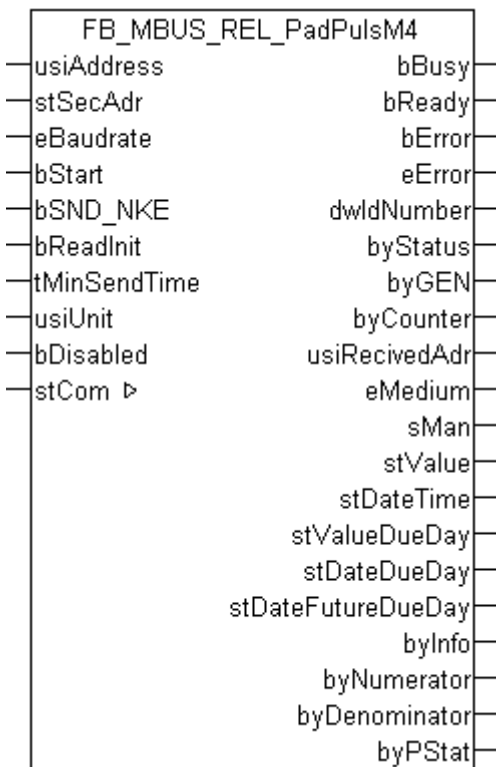 FB_MBUS_REL_PadPulsM4
usiAddress bBusy
stSecAdr bReady
eBaudrate bError
bStart eError
bSND_NKE dwIdNumber
bReadInit byStatus
tMinSendTime byGEN
usiUnit byCounter
bDisabled usiRecivedAdr
stCom ▷ eMedium
sMan
stValue
stDateTime
stValueDueDay
stDateDueDay
stDateFutureDueDay
byInfo
byNumerator
byDenominator
byPStat